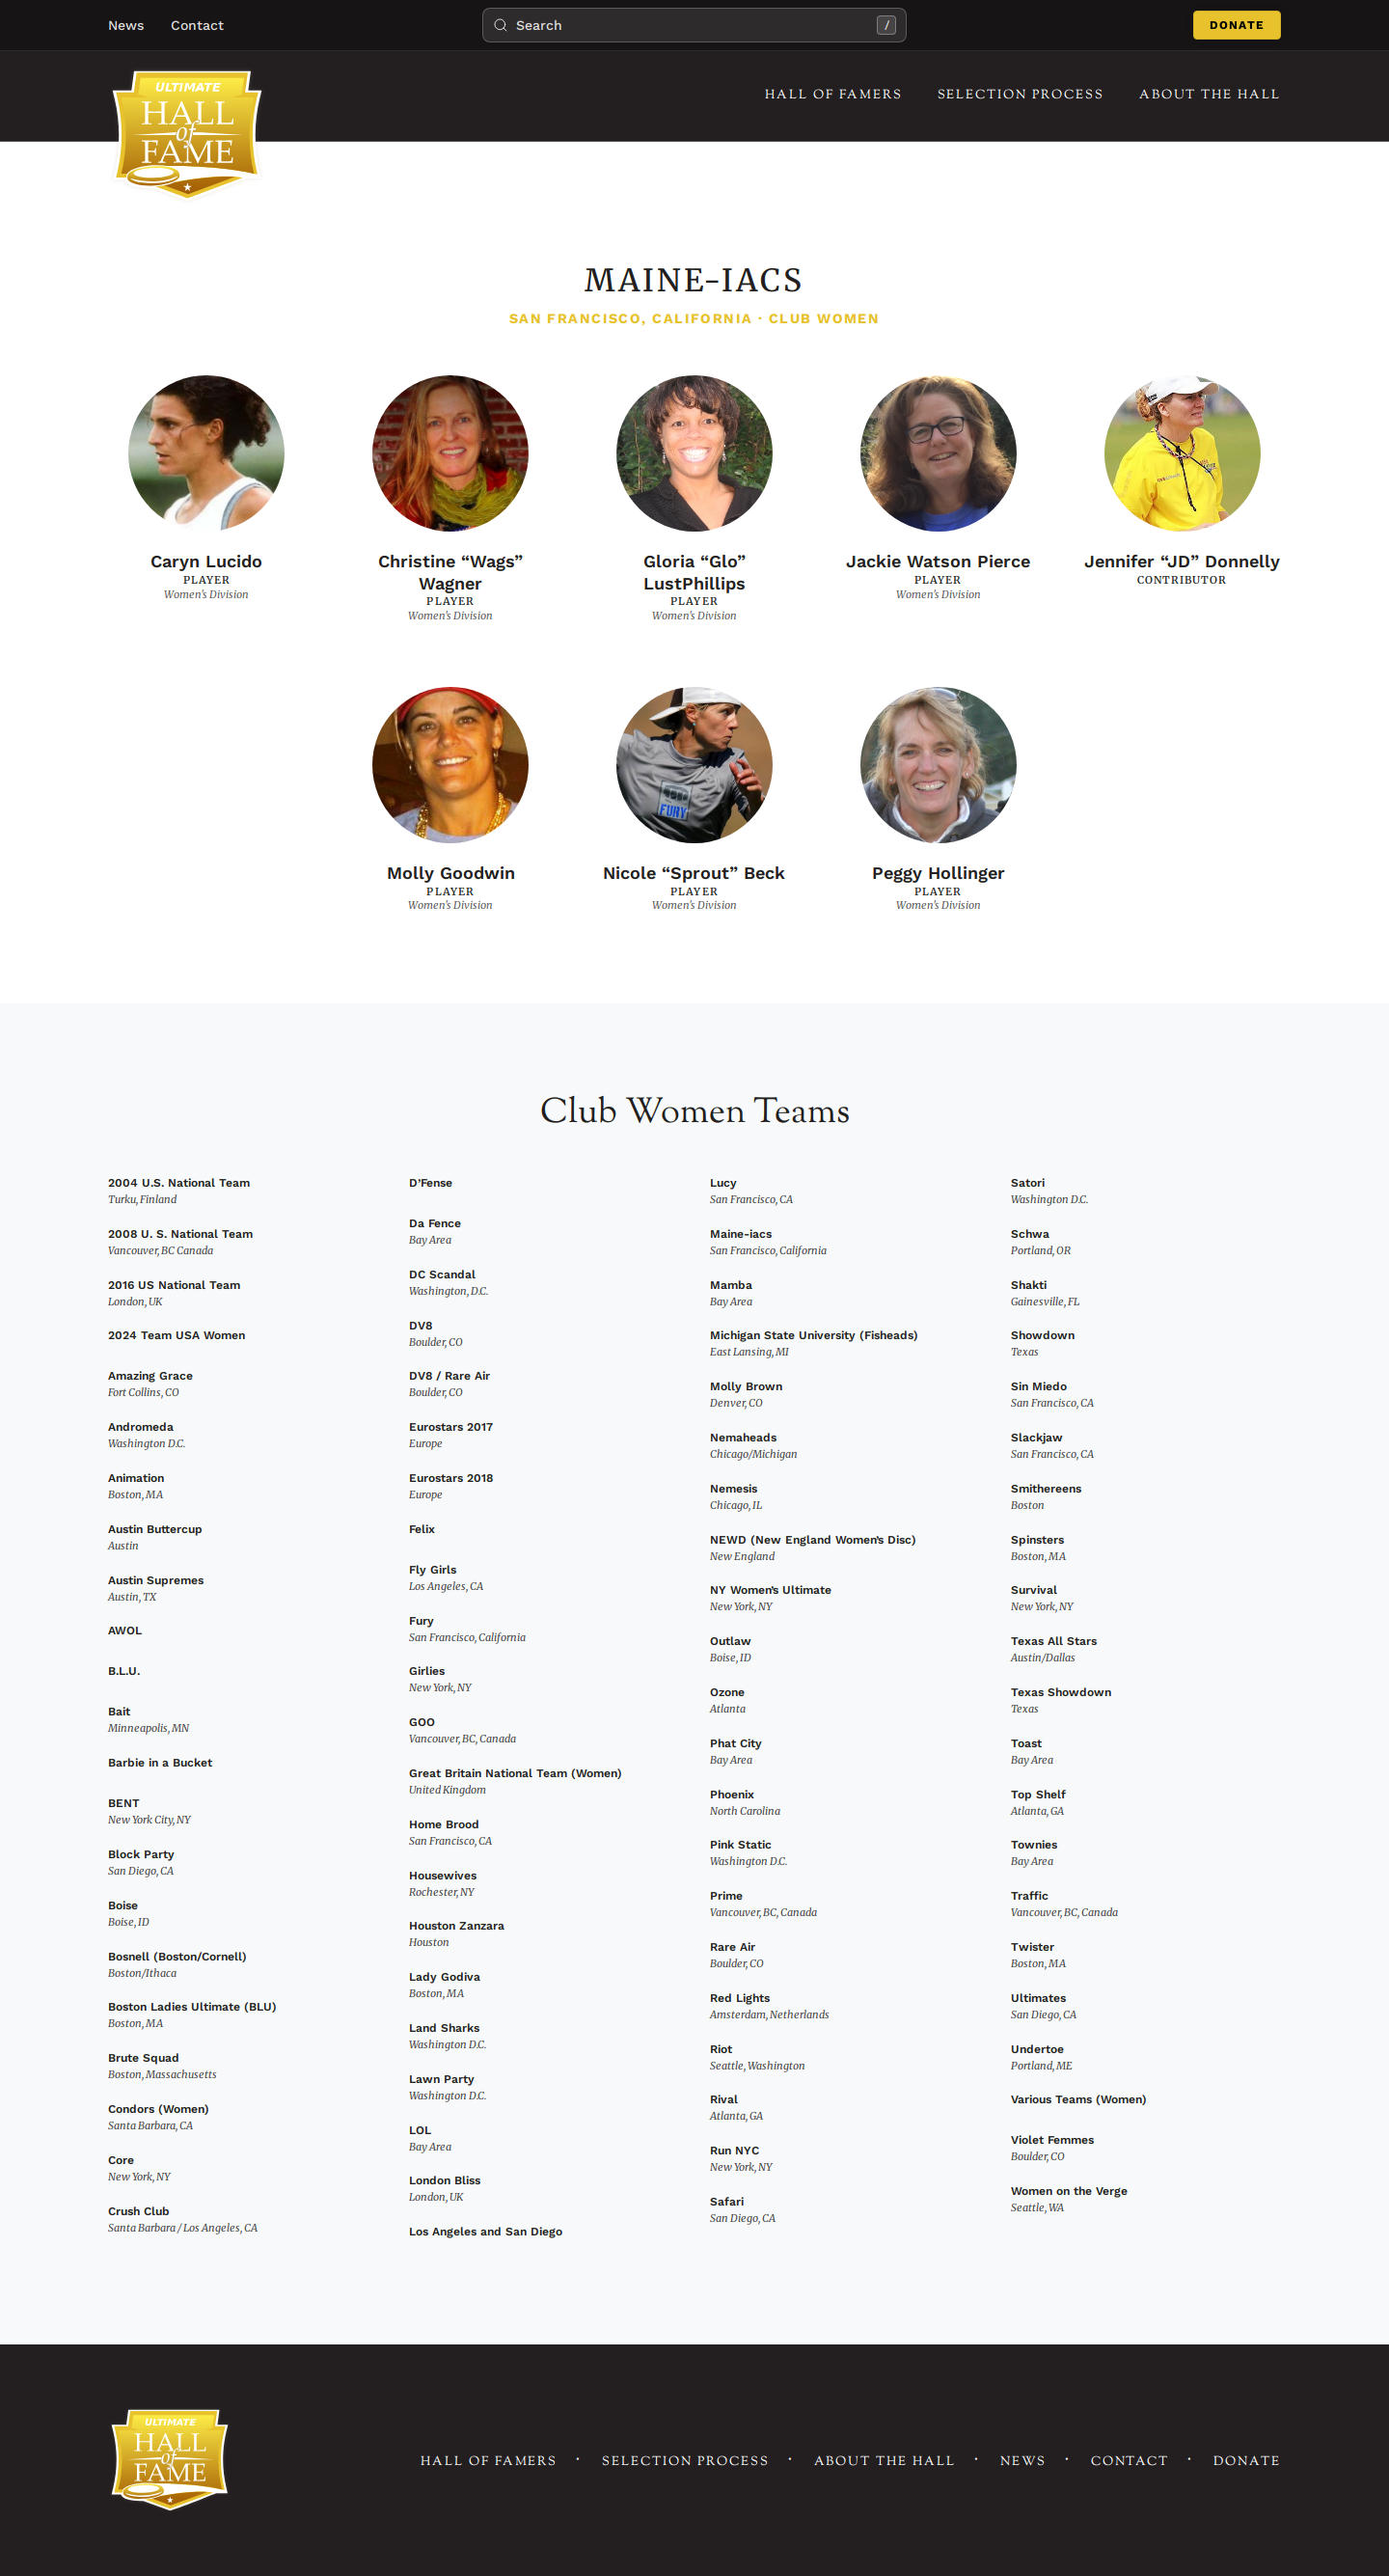 News
Contact
Search
/
DONATE
ULTIMATE
HALL
of
FAME
HALL OF FAMERS
SELECTION PROCESS
ABOUT THE HALL
MAINE-IACS
SAN FRANCISCO, CALIFORNIA · CLUB WOMEN
Caryn Lucido
PLAYER
Women's Division
Christine “Wags”
Wagner
PLAYER
Women's Division
Gloria “Glo”
LustPhillips
PLAYER
Women's Division
Jackie Watson Pierce
PLAYER
Women's Division
Jennifer “JD” Donnelly
CONTRIBUTOR
FURY
Molly Goodwin
PLAYER
Women's Division
Nicole “Sprout” Beck
PLAYER
Women's Division
Peggy Hollinger
PLAYER
Women's Division
Club Women Teams
2004 U.S. National Team
Turku, Finland
2008 U. S. National Team
Vancouver, BC Canada
2016 US National Team
London, UK
2024 Team USA Women
Amazing Grace
Fort Collins, CO
Andromeda
Washington D.C.
Animation
Boston, MA
Austin Buttercup
Austin
Austin Supremes
Austin, TX
AWOL
B.L.U.
Bait
Minneapolis, MN
Barbie in a Bucket
BENT
New York City, NY
Block Party
San Diego, CA
Boise
Boise, ID
Bosnell (Boston/Cornell)
Boston/Ithaca
Boston Ladies Ultimate (BLU)
Boston, MA
Brute Squad
Boston, Massachusetts
Condors (Women)
Santa Barbara, CA
Core
New York, NY
Crush Club
Santa Barbara / Los Angeles, CA
D’Fense
Da Fence
Bay Area
DC Scandal
Washington, D.C.
DV8
Boulder, CO
DV8 / Rare Air
Boulder, CO
Eurostars 2017
Europe
Eurostars 2018
Europe
Felix
Fly Girls
Los Angeles, CA
Fury
San Francisco, California
Girlies
New York, NY
GOO
Vancouver, BC, Canada
Great Britain National Team (Women)
United Kingdom
Home Brood
San Francisco, CA
Housewives
Rochester, NY
Houston Zanzara
Houston
Lady Godiva
Boston, MA
Land Sharks
Washington D.C.
Lawn Party
Washington D.C.
LOL
Bay Area
London Bliss
London, UK
Los Angeles and San Diego
Lucy
San Francisco, CA
Maine-iacs
San Francisco, California
Mamba
Bay Area
Michigan State University (Fisheads)
East Lansing, MI
Molly Brown
Denver, CO
Nemaheads
Chicago/Michigan
Nemesis
Chicago, IL
NEWD (New England Women’s Disc)
New England
NY Women’s Ultimate
New York, NY
Outlaw
Boise, ID
Ozone
Atlanta
Phat City
Bay Area
Phoenix
North Carolina
Pink Static
Washington D.C.
Prime
Vancouver, BC, Canada
Rare Air
Boulder, CO
Red Lights
Amsterdam, Netherlands
Riot
Seattle, Washington
Rival
Atlanta, GA
Run NYC
New York, NY
Safari
San Diego, CA
Satori
Washington D.C.
Schwa
Portland, OR
Shakti
Gainesville, FL
Showdown
Texas
Sin Miedo
San Francisco, CA
Slackjaw
San Francisco, CA
Smithereens
Boston
Spinsters
Boston, MA
Survival
New York, NY
Texas All Stars
Austin/Dallas
Texas Showdown
Texas
Toast
Bay Area
Top Shelf
Atlanta, GA
Townies
Bay Area
Traffic
Vancouver, BC, Canada
Twister
Boston, MA
Ultimates
San Diego, CA
Undertoe
Portland, ME
Various Teams (Women)
Violet Femmes
Boulder, CO
Women on the Verge
Seattle, WA
ULTIMATE
HALL
of
FAME
HALL OF FAMERS • SELECTION PROCESS • ABOUT THE HALL • NEWS • CONTACT • DONATE